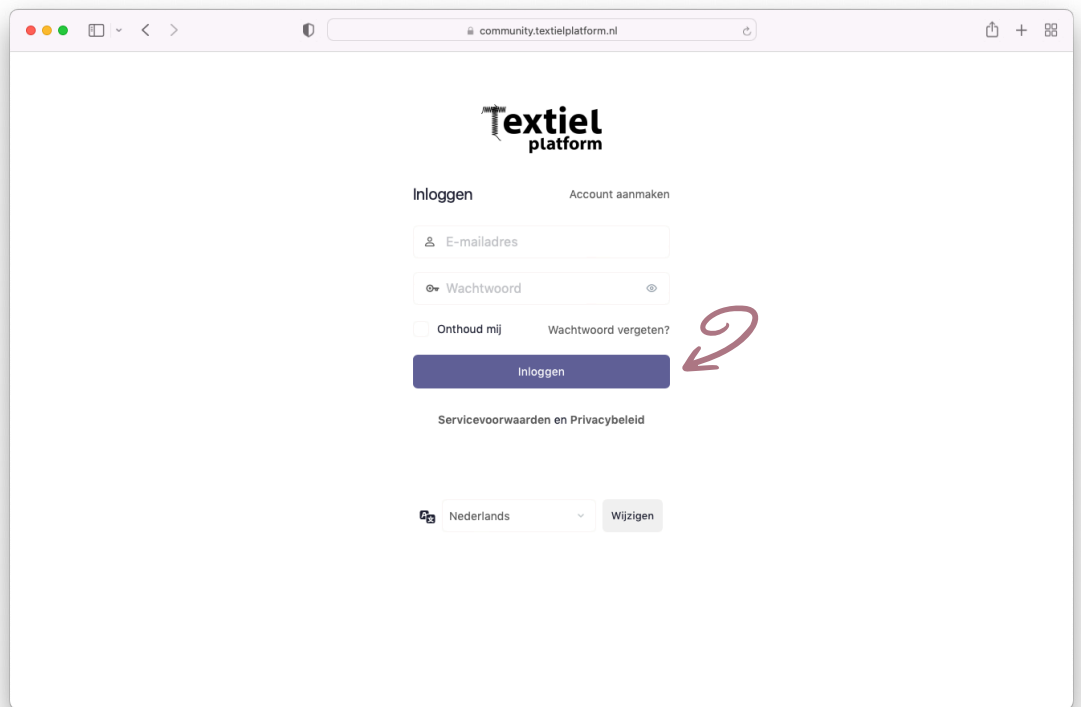 community.textielplatform.nl
Textiel
platform
Inloggen
Account aanmaken
E-mailadres
Wachtwoord
Onthoud mij
Wachtwoord vergeten?
Inloggen
Servicevoorwaarden en Privacybeleid
Nederlands
Wijzigen